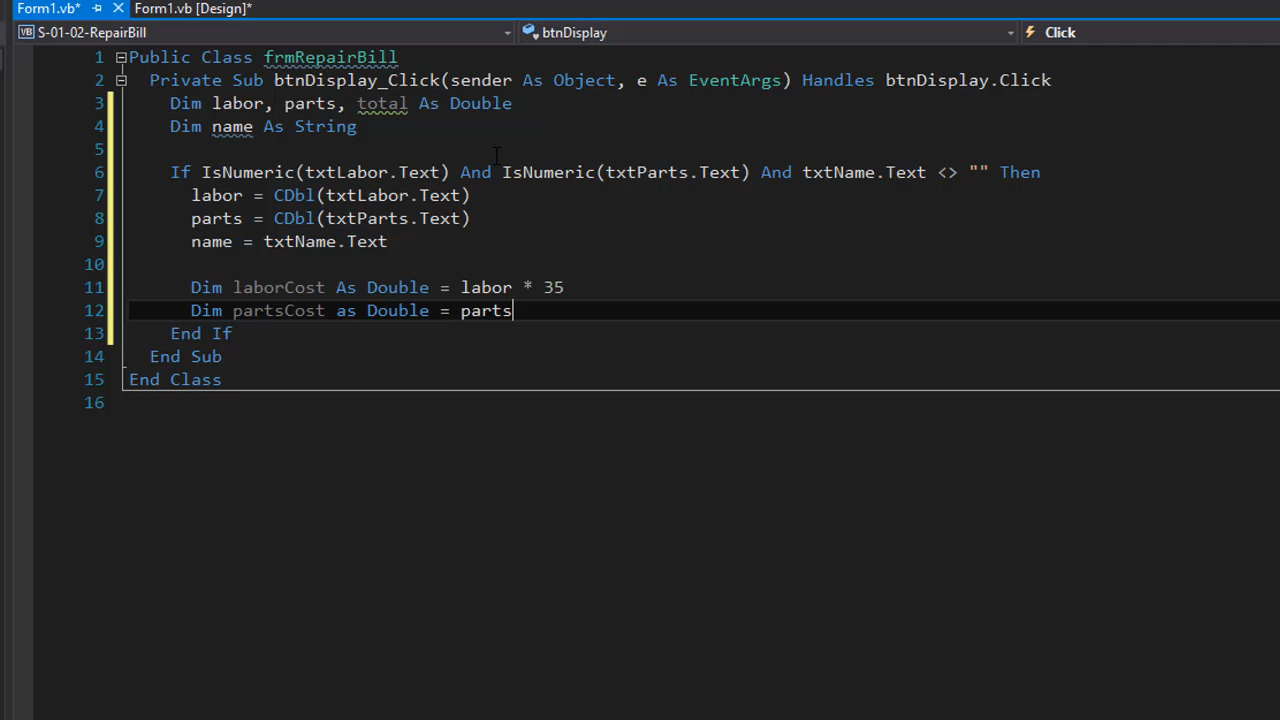 Form1.vb* Form1.vb [Design]*
VB S-01-02-RepairBill btnDisplay Click
1 Public Class frmRepairBill
2 Private Sub btnDisplay_Click(sender As Object, e As EventArgs) Handles btnDisplay.Click
3 Dim labor, parts, total As Double
4 Dim name As String
5
6 If IsNumeric(txtLabor.Text) And IsNumeric(txtParts.Text) And txtName.Text <> "" Then
7 labor = CDbl(txtLabor.Text)
8 parts = CDbl(txtParts.Text)
9 name = txtName.Text
10
11 Dim laborCost As Double = labor * 35
12 Dim partsCost as Double = parts
13 End If
14 End Sub
15 End Class
16